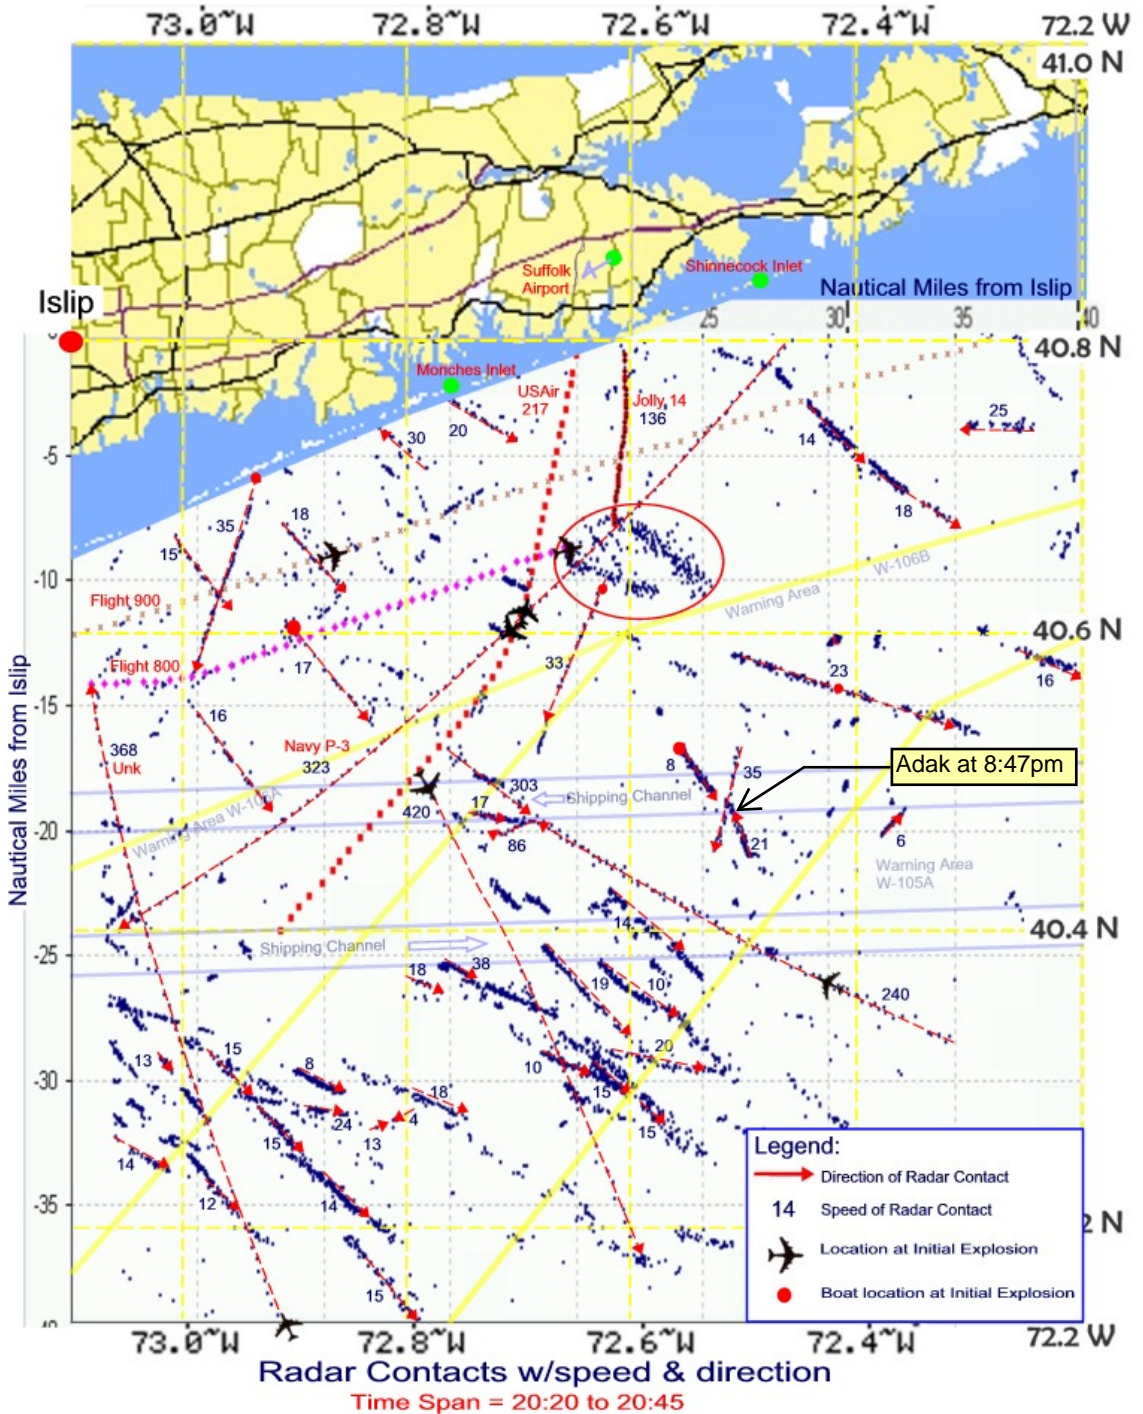 73.0~W 72.8~W 72.6~W 72.4~W 72.2 W
41.0 N
Suffolk
Airport
Shinnecock Inlet
Islip
Nautical Miles from Islip
25 30 35 40
40.8 N
Moriches Inlet
USAir
217
Jolly 14
136
20
30
25
14
-5
35
18
18
15
W-106B
-10
Flight 900
Warning Area
40.6 N
Flight 800
17
33
23
16
-15
16
Navy P-3
323
368
Unk
8
35
Adak at 8:47pm
303
Shipping Channel
17
420
Warning Area W-106A
86
21
6
-20
Warning Area
W-105A
14
40.4 N
Shipping Channel
-25
18
38
19
10
240
15
13
8
10
20
15
18
-30
24
4
13
15
15
14
12
14
-35
15
Nautical Miles from Islip
Legend:
Direction of Radar Contact
14 Speed of Radar Contact
Location at Initial Explosion
Boat location at Initial Explosion
2 N
73.0~W 72.8~W 72.6~W 72.4~W 72.2 W
Radar Contacts w/speed & direction
Time Span = 20:20 to 20:45